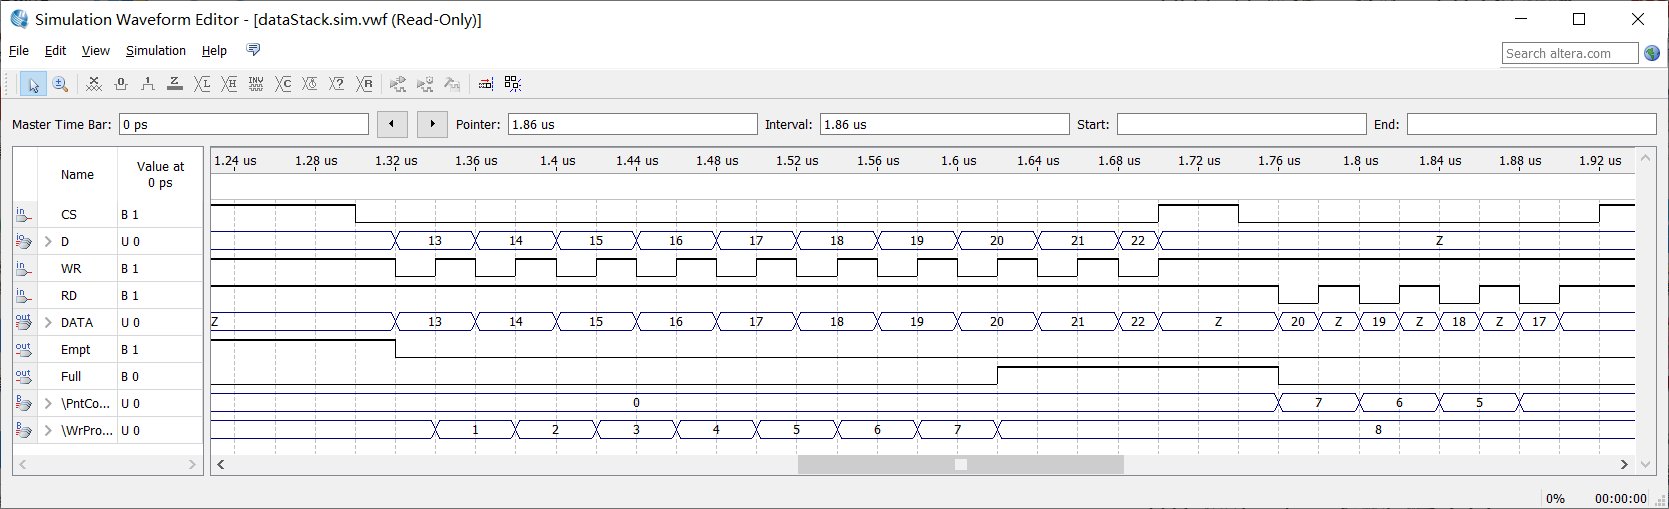 Simulation Waveform Editor - [dataStack.sim.vwf (Read-Only)]
File Edit View Simulation Help
Search altera.com
Master Time Bar: 0 ps Pointer: 1.86 us Interval: 1.86 us Start: End:
Name Value at 0 ps 1.24 us 1.28 us 1.32 us 1.36 us 1.4 us 1.44 us 1.48 us 1.52 us 1.56 us 1.6 us 1.64 us 1.68 us 1.72 us 1.76 us 1.8 us 1.84 us 1.88 us 1.92 us
in CS B 1
io D U 0 13 14 15 16 17 18 19 20 21 22 Z
in WR B 1
in RD B 1
out DATA U 0 Z 13 14 15 16 17 18 19 20 21 22 Z 20 Z 19 Z 18 Z 17
out Empt B 1
out Full B 0
B \PntCo... U 0 0 7 6 5
B \WrPro... U 0 1 2 3 4 5 6 7 8
0% 00:00:00